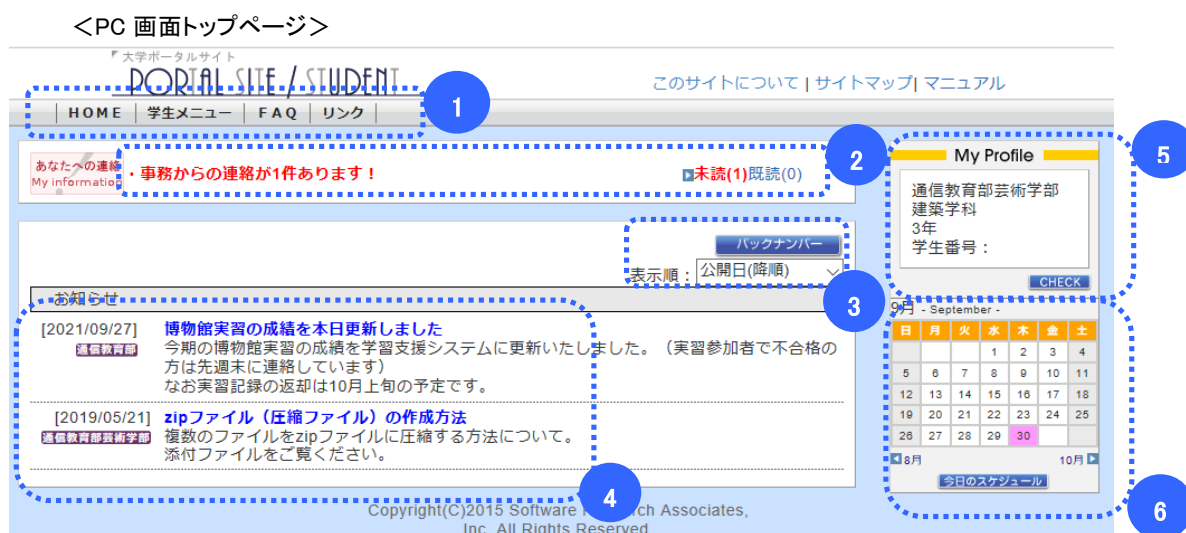 ＜PC 画面トップページ＞
大学ポータルサイト
PORTAL SITE / STUDENT
このサイトについて | サイトマップ| マニュアル
HOME | 学生メニュー | FAQ | リンク
1
あなたへの連絡
My information
・事務からの連絡が1件あります！
未読(1)既読(0)
2
バックナンバー
表示順：公開日(降順)
3
お知らせ
[2021/09/27] 博物館実習の成績を本日更新しました
通信教育部 今期の博物館実習の成績を学習支援システムに更新いたしました。（実習参加者で不合格の
方は先週末に連絡しています）
なお実習記録の返却は10月上旬の予定です。
[2019/05/21] zipファイル（圧縮ファイル）の作成方法
通信教育部芸術学部 複数のファイルをzipファイルに圧縮する方法について。
添付ファイルをご覧ください。
4
My Profile
5
通信教育部芸術学部
建築学科
3年
学生番号：
CHECK
9月 - September -
日 月 火 水 木 金 土
1 2 3 4
5 6 7 8 9 10 11
12 13 14 15 16 17 18
19 20 21 22 23 24 25
26 27 28 29 30
8月 10月
今日のスケジュール
6
Copyright(C)2015 Software Associates,
Inc. All Rights Reserved